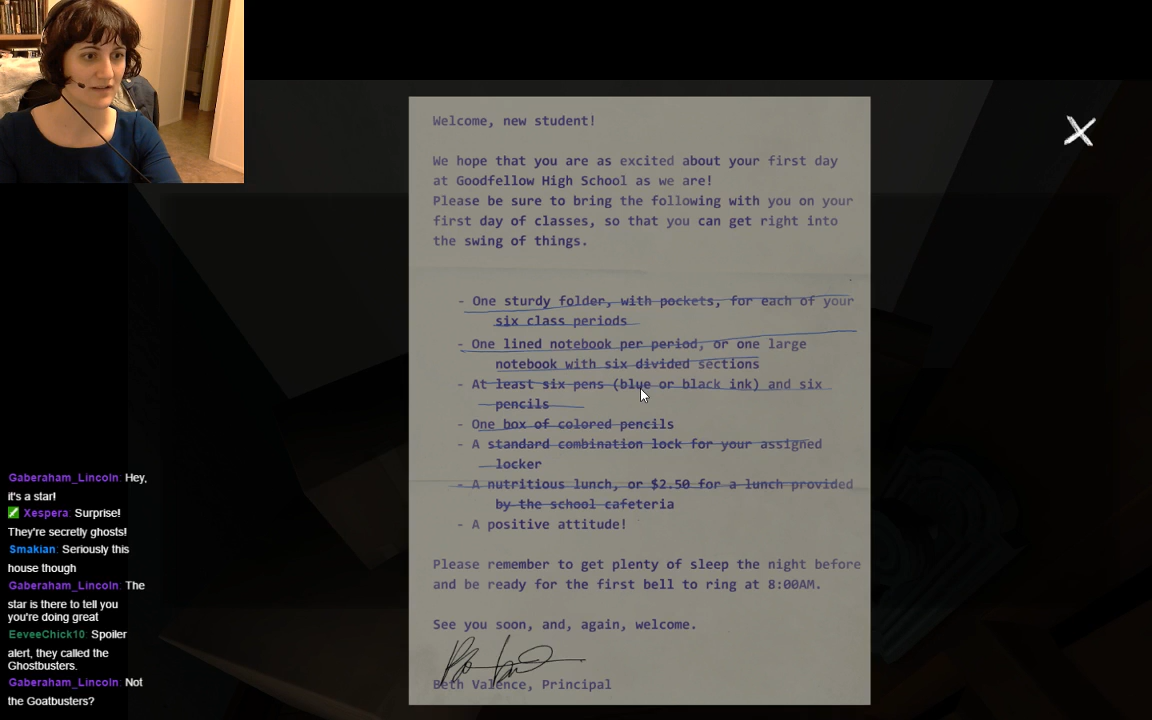 Welcome, new student!
We hope that you are as excited about your first day
at Goodfellow High School as we are!
Please be sure to bring the following with you on your
first day of classes, so that you can get right into
the swing of things.
- One sturdy folder, with pockets, for each of your
six class periods
- One lined notebook per period, or one large
notebook with six divided sections
- At least six pens (blue or black ink) and six
pencils
- One box of colored pencils
- A standard combination lock for your assigned
locker
- A nutritious lunch, or $2.50 for a lunch provided
by the school cafeteria
- A positive attitude!
Please remember to get plenty of sleep the night before
and be ready for the first bell to ring at 8:00AM.
See you soon, and, again, welcome.
Beth Valence, Principal
Gaberaham_Lincoln: Hey,
it's a star!
Xespera: Surprise!
They're secretly ghosts!
Smakian: Seriously this
house though
Gaberaham_Lincoln: The
star is there to tell you
you're doing great
EeveeChick10: Spoiler
alert, they called the
Ghostbusters.
Gaberaham_Lincoln: Not
the Goatbusters?